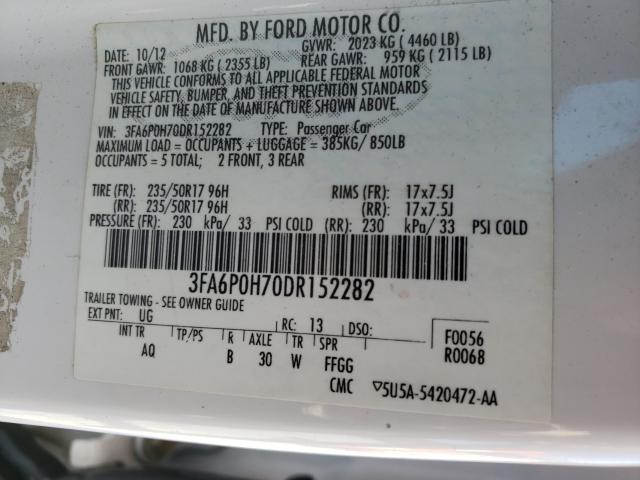 MFD. BY FORD MOTOR CO.
DATE: 10/12 GVWR: 2023 KG ( 4460 LB)
FRONT GAWR: 1068 KG ( 2355 LB) REAR GAWR: 959 KG ( 2115 LB)
THIS VEHICLE CONFORMS TO ALL APPLICABLE FEDERAL MOTOR
VEHICLE SAFETY, BUMPER, AND THEFT PREVENTION STANDARDS
IN EFFECT ON THE DATE OF MANUFACTURE SHOWN ABOVE.
VIN: 3FA6P0H70DR152282 TYPE: PASSENGER CAR
MAXIMUM LOAD = OCCUPANTS + LUGGAGE = 385KG/ 850LB
OCCUPANTS = 5 TOTAL; 2 FRONT, 3 REAR
TIRE (FR): 235/50R17 96H RIMS (FR): 17x7.5J
(RR): 235/50R17 96H (RR): 17x7.5J
PRESSURE (FR): 230 kPa/ 33 PSI COLD (RR): 230 kPa/ 33 PSI COLD
3FA6P0H70DR152282
TRAILER TOWING - SEE OWNER GUIDE
EXT PNT: UG RC: 13 DSO: F0056
INT TR TP/PS R AXLE TR SPR R0068
AQ B 30 W FFGG
CMC ▽5U5A-5420472-AA